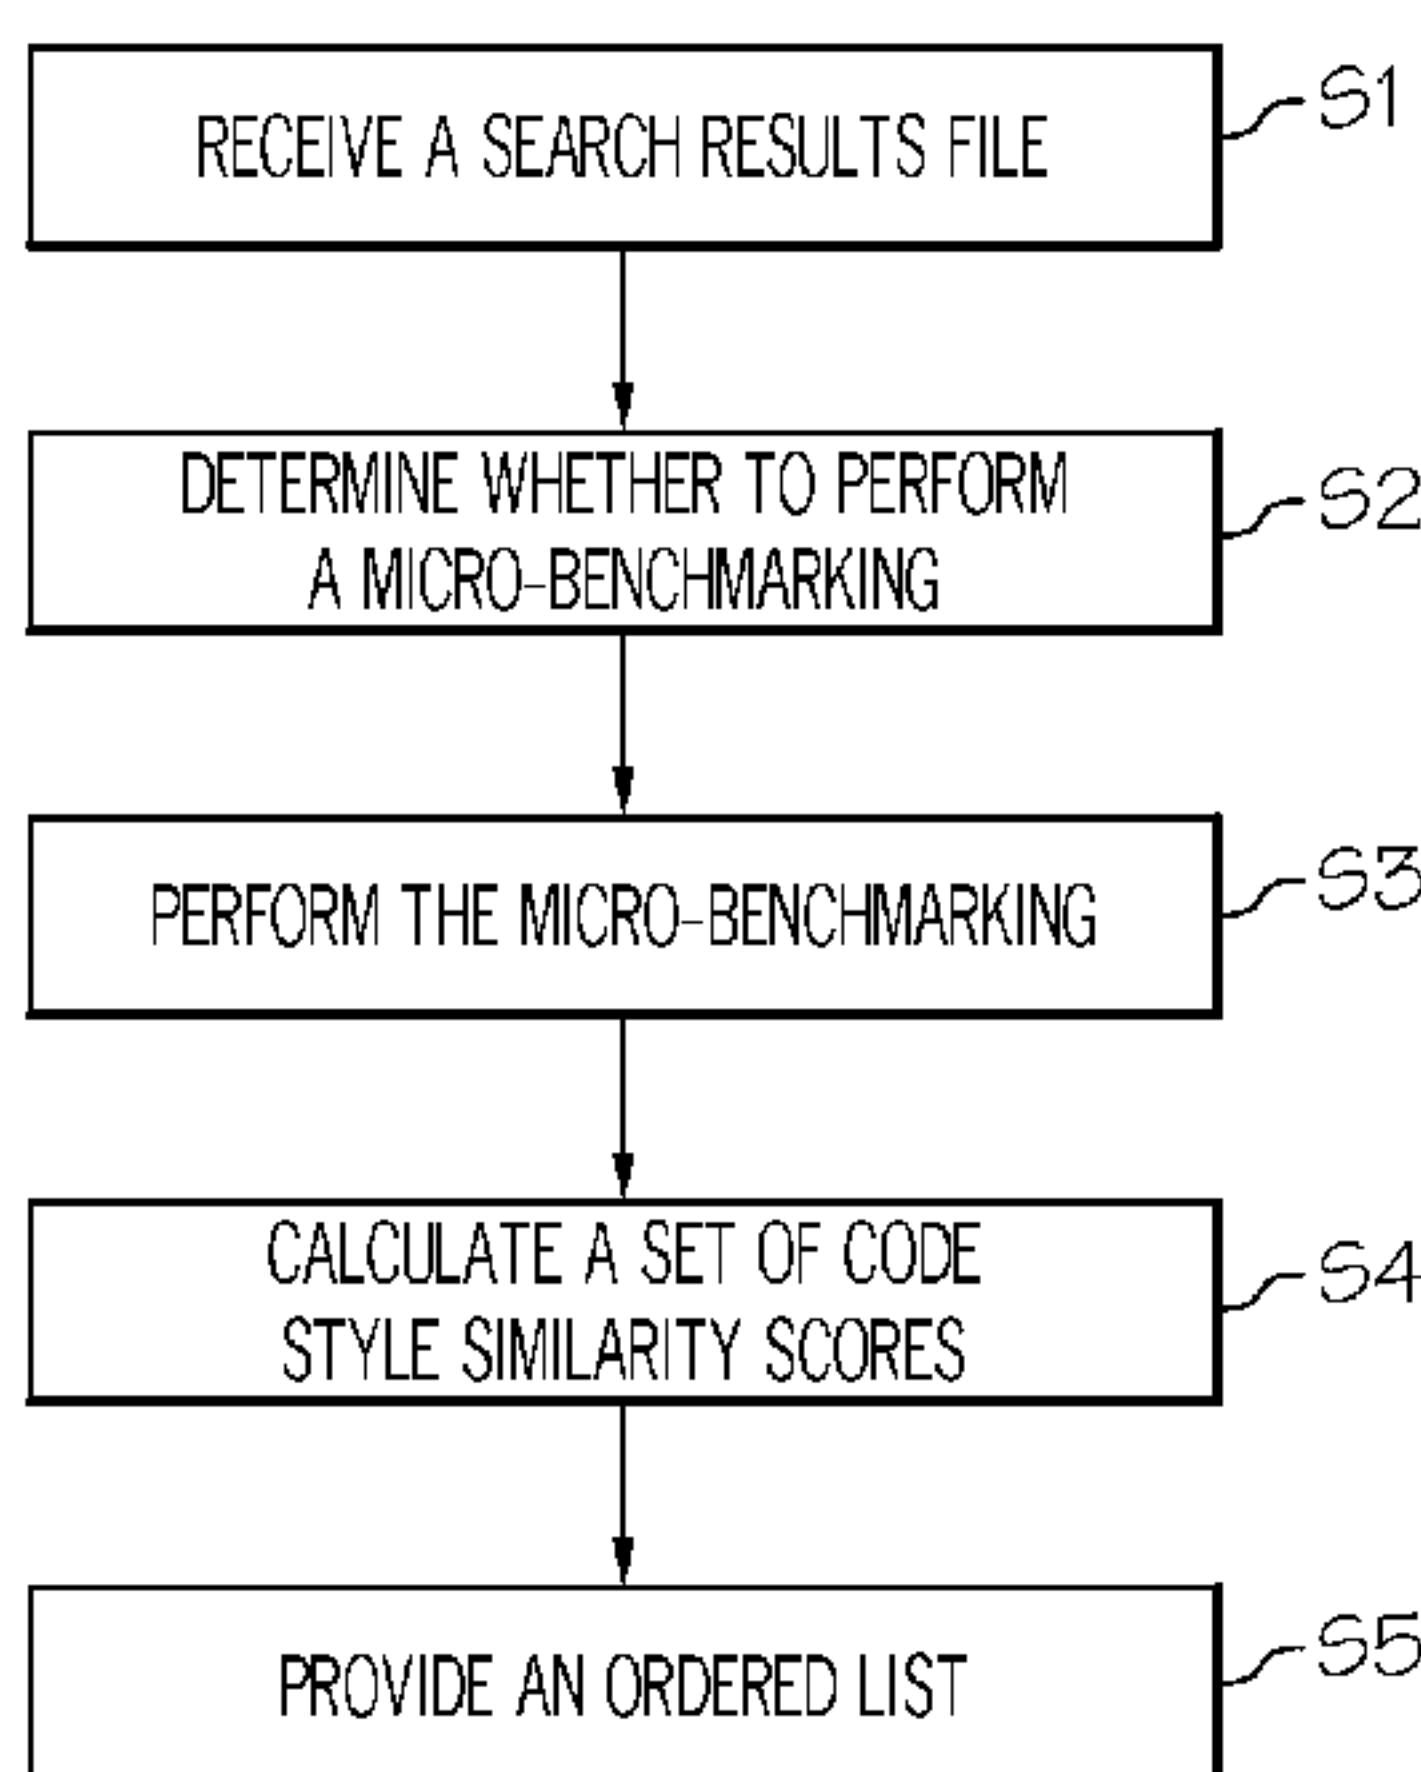 RECEIVE A SEARCH RESULTS FILE
S1
DETERMINE WHETHER TO PERFORM
A MICRO-BENCHMARKING
S2
PERFORM THE MICRO-BENCHMARKING
S3
CALCULATE A SET OF CODE
STYLE SIMILARITY SCORES
S4
PROVIDE AN ORDERED LIST
S5